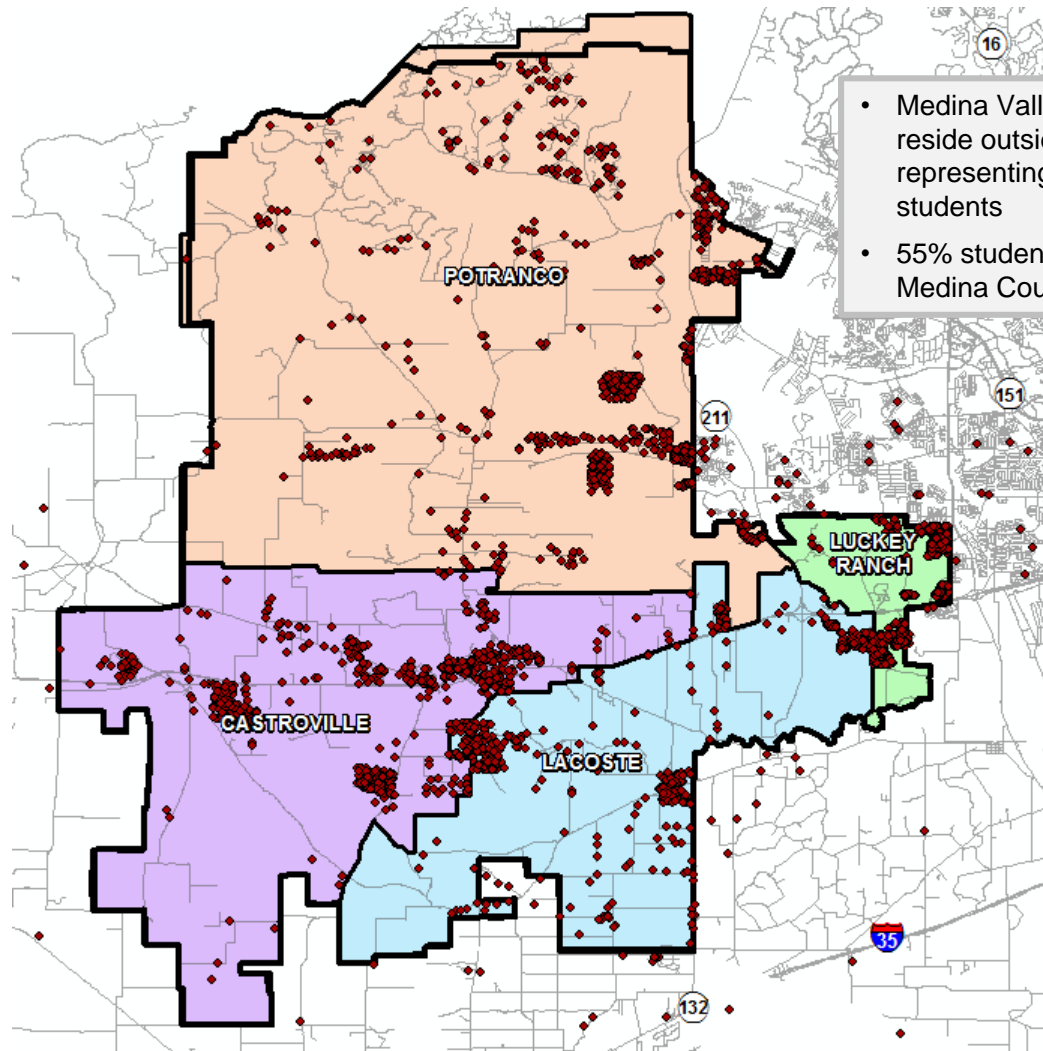 16
• Medina Vall
reside outsi
representing
students
• 55% studen
Medina Cou
POTRANCO
151
211
LUCKEY
RANCH
CASTROVILLE
LACOSTE
35
132